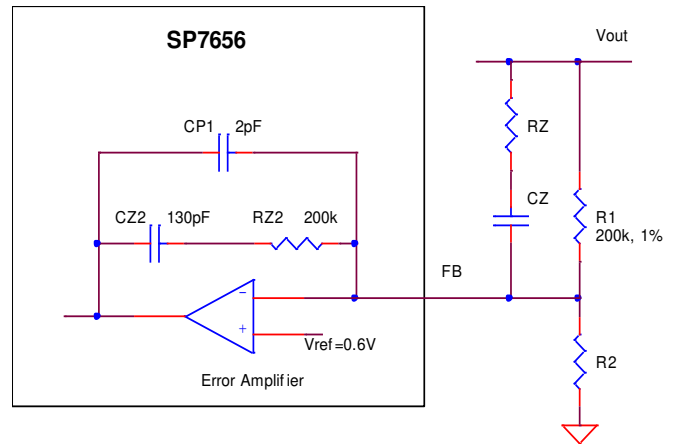 SP7656
Vout
CP1 2pF
RZ
CZ2 130pF RZ2 200k
CZ
R1
200k, 1%
FB
Vref=0.6V
R2
Error Amplifier